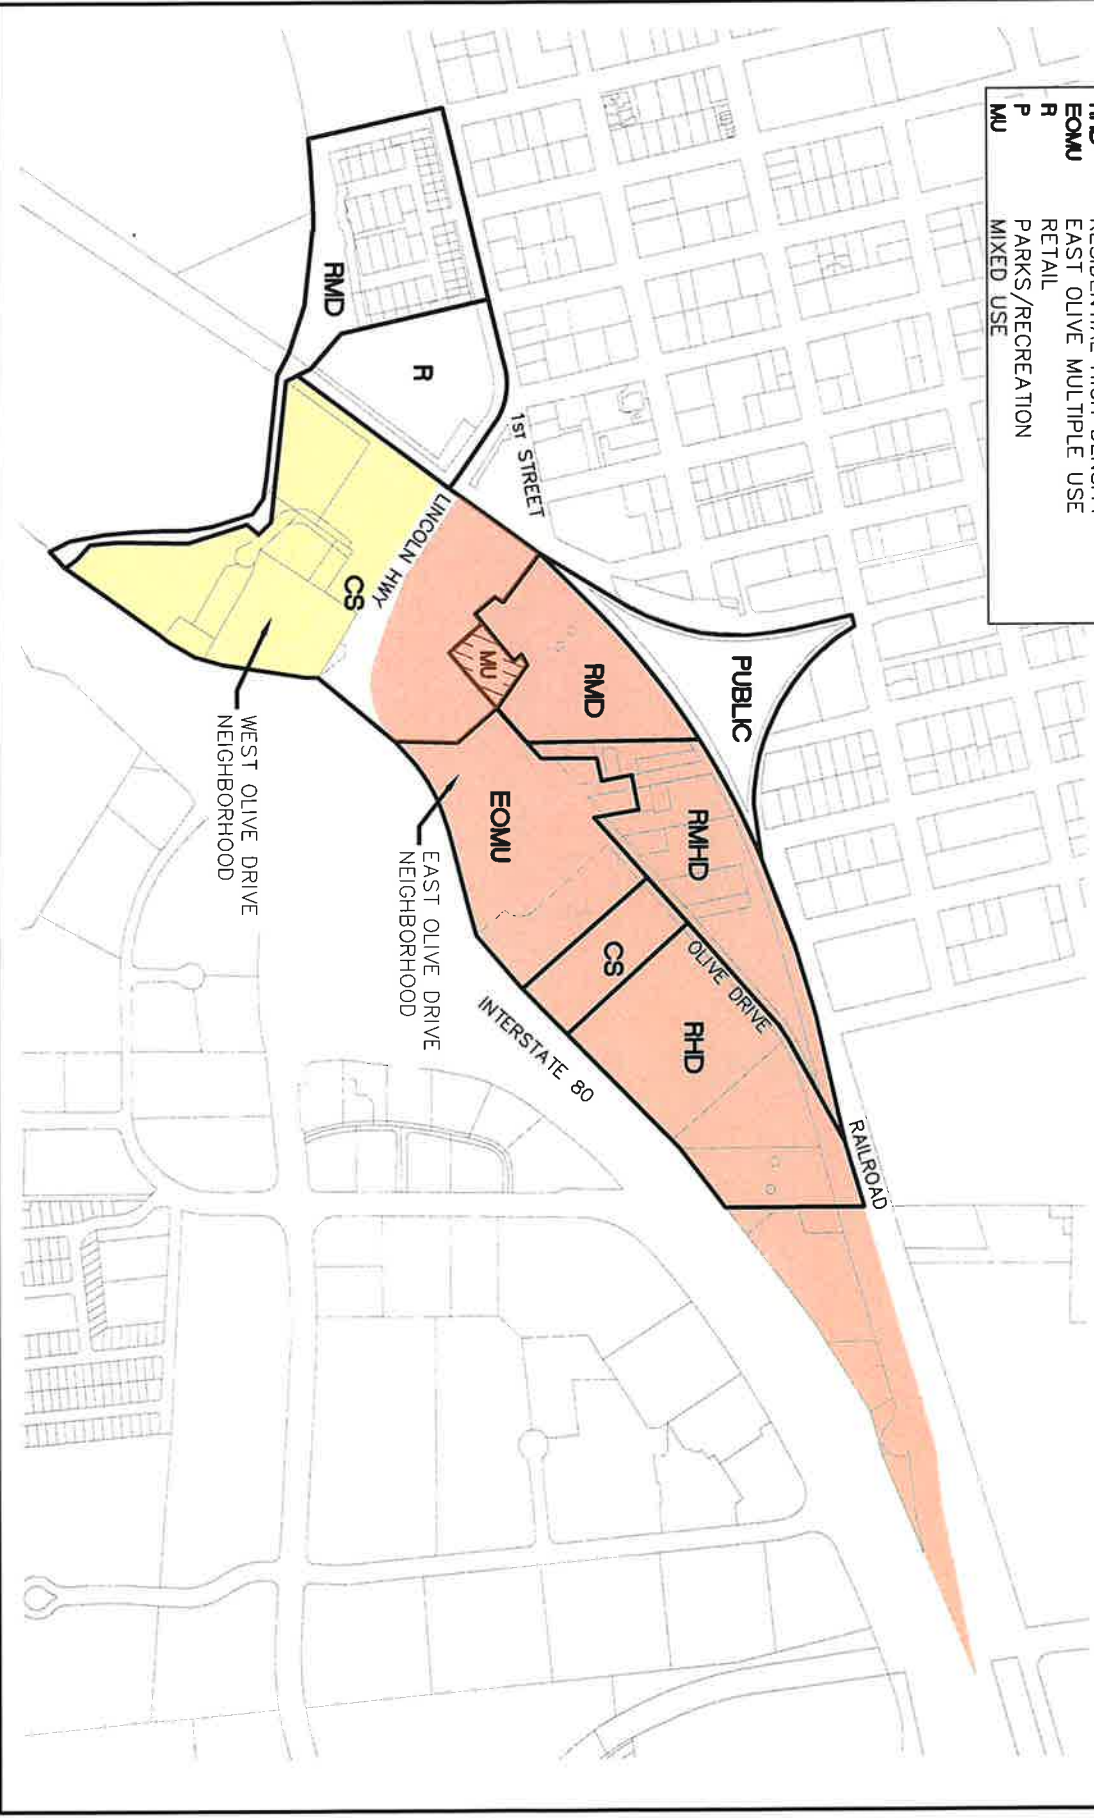 EOMU EAST OLIVE MULTIPLE USE
R RETAIL
P PARKS/RECREATION
MU MIXED USE
1ST STREET
PUBLIC
RMD
R
LINCOLN HWY
RMD
RMHD
MU
CS
EOMU
CS
OLIVE DRIVE
RHD
RAILROAD
INTERSTATE 80
EAST OLIVE DRIVE
NEIGHBORHOOD
WEST OLIVE DRIVE
NEIGHBORHOOD